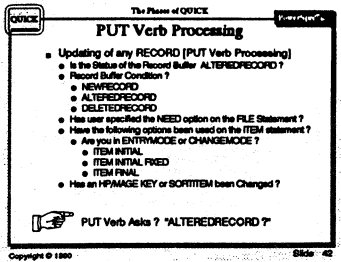 The Phases of QUICK
QUICK
PUT Verb Processing
Updating of any RECORD [PUT Verb Processing]
Is the Status of the Record Buffer ALTEREDRECORD ?
Record Buffer Condition ?
NEWRECORD
ALTEREDRECORD
DELETEDRECORD
Has user specified the NEED option on the FILE Statement ?
Have the following options been used on the ITEM statement ?
Are you in ENTRYMODE or CHANGEMODE ?
ITEM INITIAL
ITEM INITIAL FIXED
ITEM FINAL
Has an HP/MAGE KEY or SORTITEM been Changed ?
PUT Verb Asks ? "ALTEREDRECORD ?"
Copyright © 1990
Slide 42